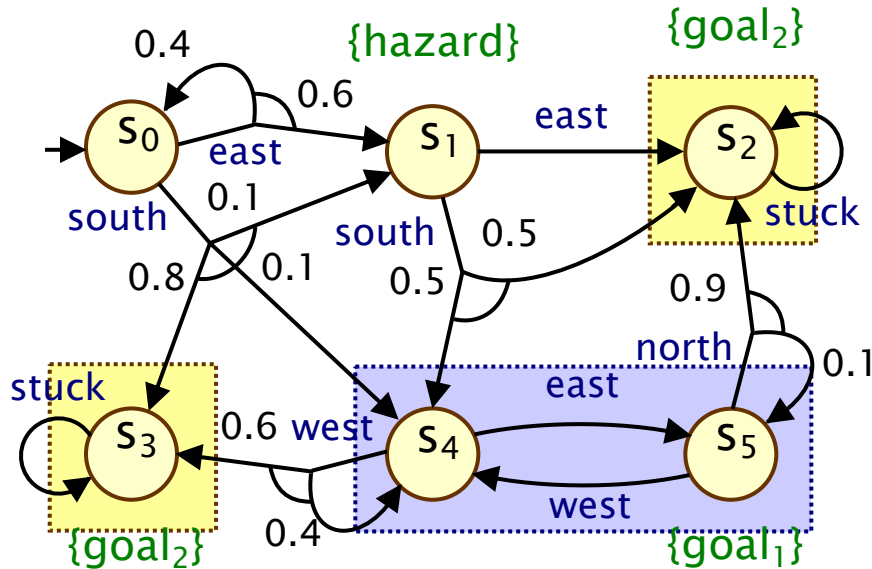 {goal₂}
0.4
{hazard}
0.6
east
s₀
s₁
s₂
east
0.1
south
south
0.5
stuck
0.8
0.1
0.5
0.9
north
0.1
stuck
east
0.6
west
s₃
s₄
s₅
west
0.4
{goal₂}
{goal₁}